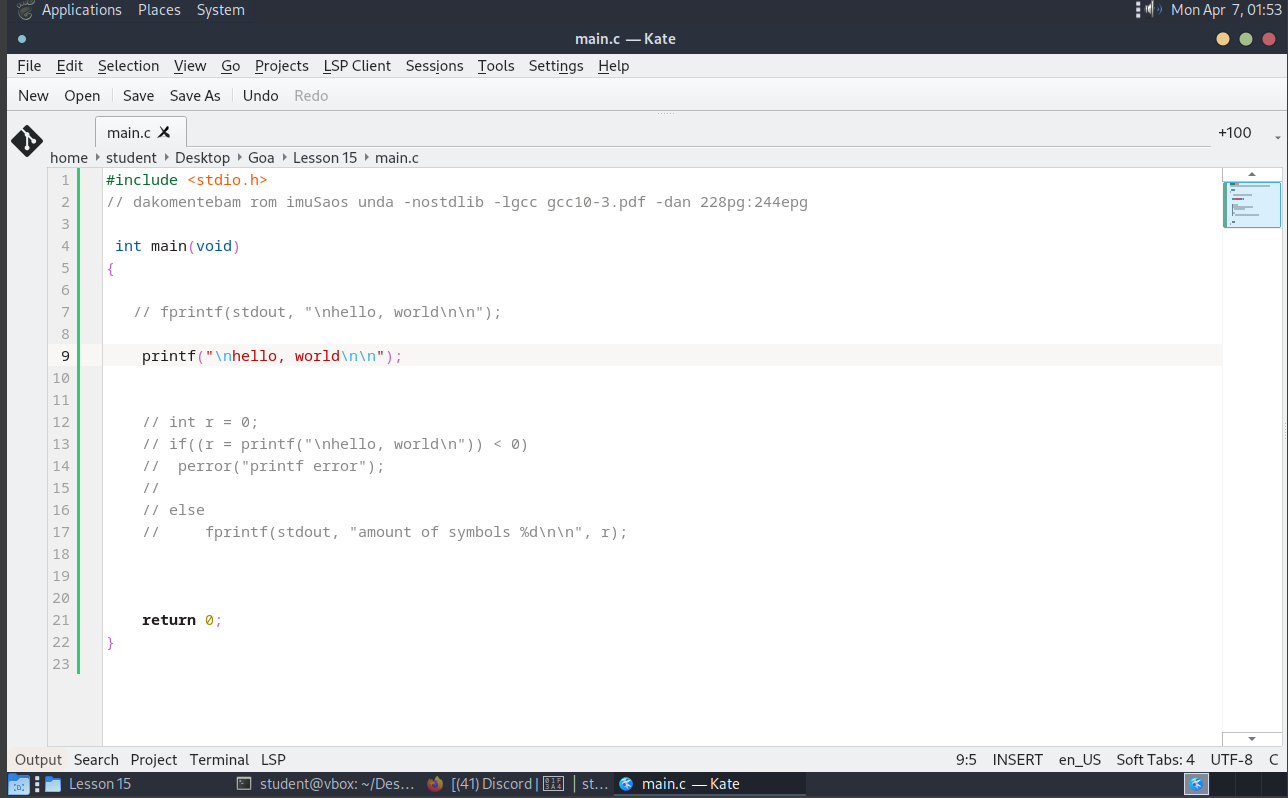 Applications Places System Mon Apr 7, 01:53
main.c — Kate
File Edit Selection View Go Projects LSP Client Sessions Tools Settings Help
New Open Save Save As Undo Redo
main.c +100
home student Desktop Goa Lesson 15 main.c
1 #include <stdio.h>
2 // dakomentebam rom imuSaos unda -nostdlib -lgcc gcc10-3.pdf -dan 228pg:244epg
3
4 int main(void)
5 {
6
7 // fprintf(stdout, "\nhello, world\n\n");
8
9 printf("\nhello, world\n\n");
10
11
12 // int r = 0;
13 // if((r = printf("\nhello, world\n")) < 0)
14 //  perror("printf error");
15 //
16 // else
17 //     fprintf(stdout, "amount of symbols %d\n\n", r);
18
19
20
21 return 0;
22 }
23
Output Search Project Terminal LSP 9:5 INSERT en_US Soft Tabs: 4 UTF-8 C
Lesson 15 student@vbox: ~/Des... [(41) Discord | 01F3A4 | st... main.c — Kate